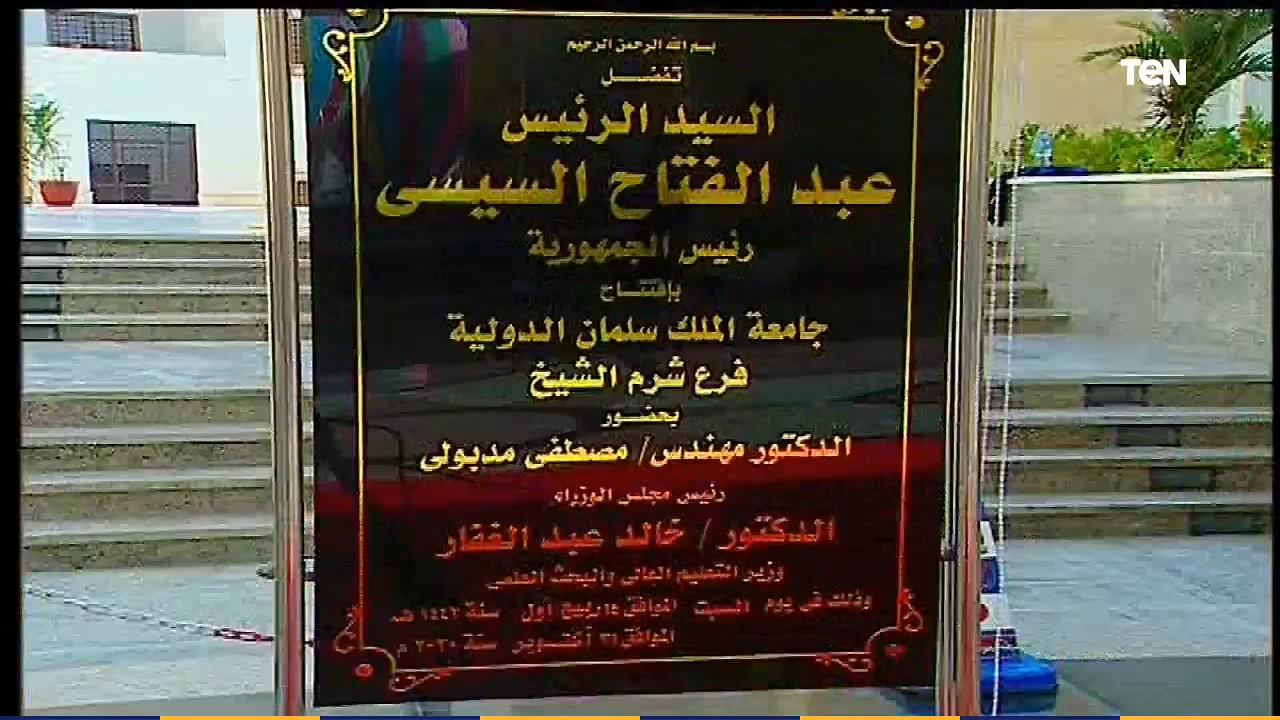 TEN
بسم الله الرحمن الرحيم
تفضل
السيد الرئيس
عبد الفتاح السيسى
رئيس الجمهورية
بإفتتاح
جامعة الملك سلمان الدولية
فرع شرم الشيخ
بحضور
الدكتور مهندس/ مصطفى مدبولى
رئيس مجلس الوزراء
الدكتور / خالد عبد الغفار
وزير التعليم العالى والبحث العلمى
وذلك فى يوم السبت الموافق ١٤ ربيع أول سنة ١٤٤٢ هـ
الموافق ٣١ أكتوبر سنة ٢٠٢٠ م